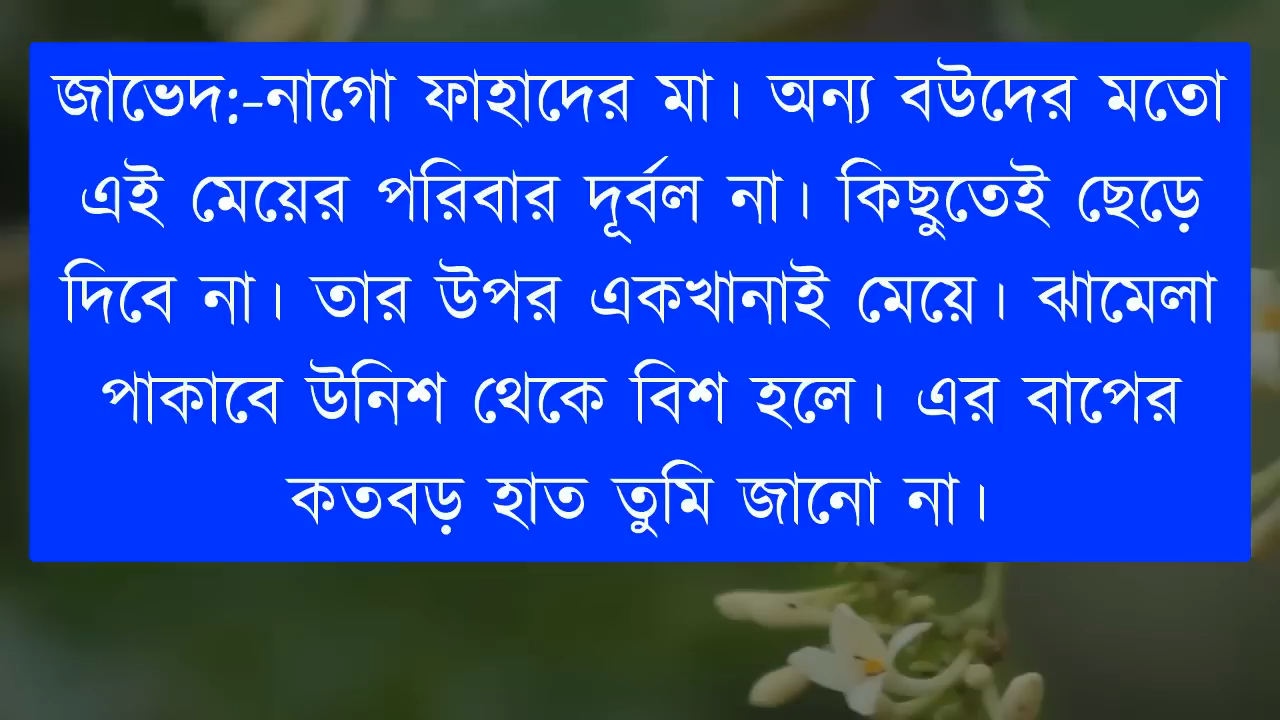 জাভেদ:-নাগো ফাহাদের মা। অন্য বউদের মতো
এই মেয়ের পরিবার দূর্বল না। কিছুতেই ছেড়ে
দিবে না। তার উপর একখানাই মেয়ে। ঝামেলা
পাকাবে উনিশ থেকে বিশ হলে। এর বাপের
কতবড় হাত তুমি জানো না।